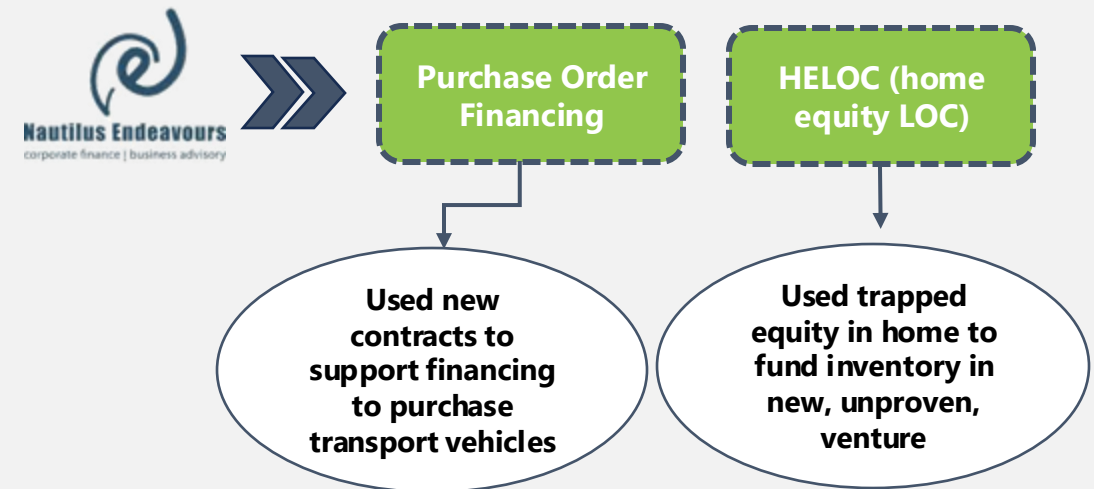 Nautilus Endeavours
corporate finance | business advisory
Purchase Order
Financing
HELOC (home
equity LOC)
Used new
contracts to
support financing
to purchase
transport vehicles
Used trapped
equity in home to
fund inventory in
new, unproven,
venture